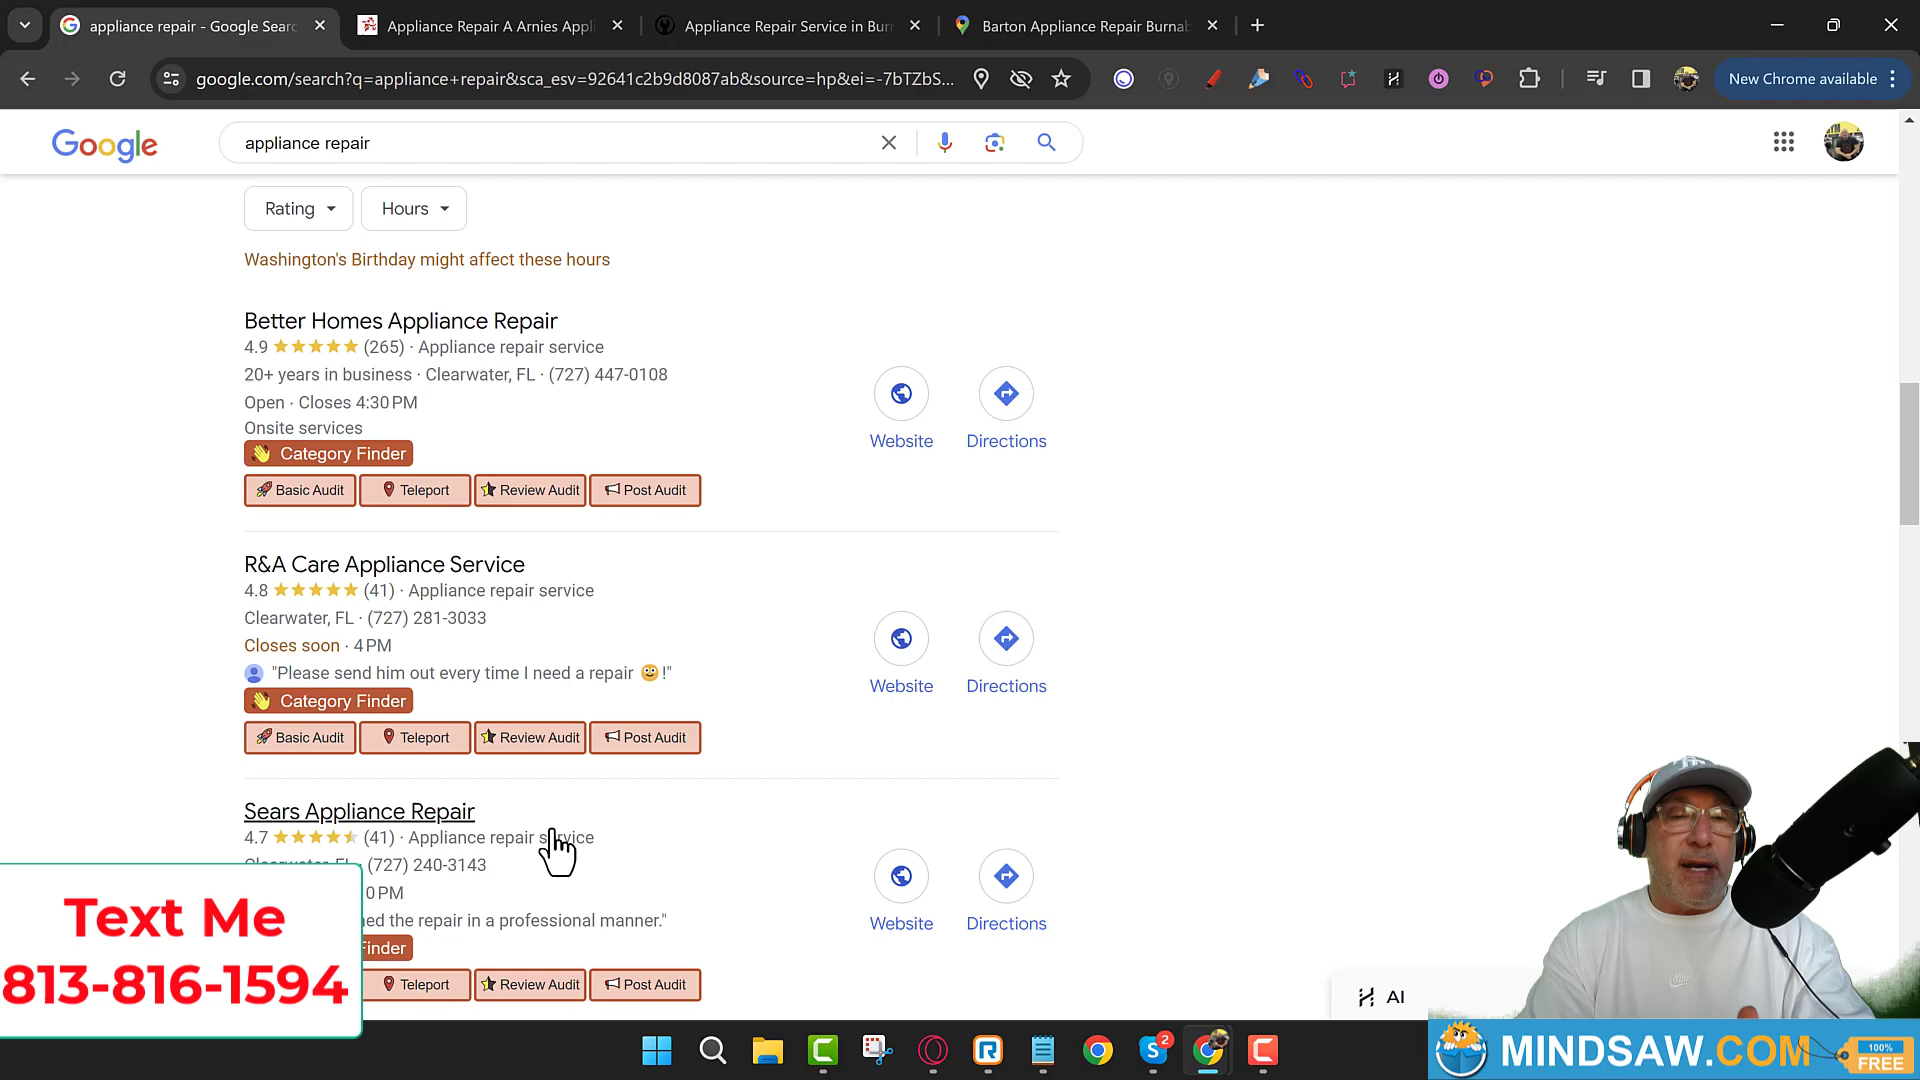 appliance repair - Google Searc
Appliance Repair A Arnies Appli
Appliance Repair Service in Burn
Barton Appliance Repair Burnab
google.com/search?q=appliance+repair&sca_esv=92641c2b9d8087ab&source=hp&ei=-7bTZbS...
New Chrome available
Google
appliance repair
Rating
Hours
Washington's Birthday might affect these hours
Better Homes Appliance Repair
4.9 (265) · Appliance repair service
20+ years in business · Clearwater, FL · (727) 447-0108
Open · Closes 4:30 PM
Onsite services
Category Finder
Basic Audit Teleport Review Audit Post Audit
Website Directions
R&A Care Appliance Service
4.8 (41) · Appliance repair service
Clearwater, FL · (727) 281-3033
Closes soon · 4 PM
"Please send him out every time I need a repair !"
Category Finder
Basic Audit Teleport Review Audit Post Audit
Website Directions
Sears Appliance Repair
4.7 (41) · Appliance repair service
(727) 240-3143
0 PM
ed the repair in a professional manner."
Finder
Teleport Review Audit Post Audit
Website Directions
Text Me
813-816-1594
AI
2
MINDSAW.COM
100%
FREE